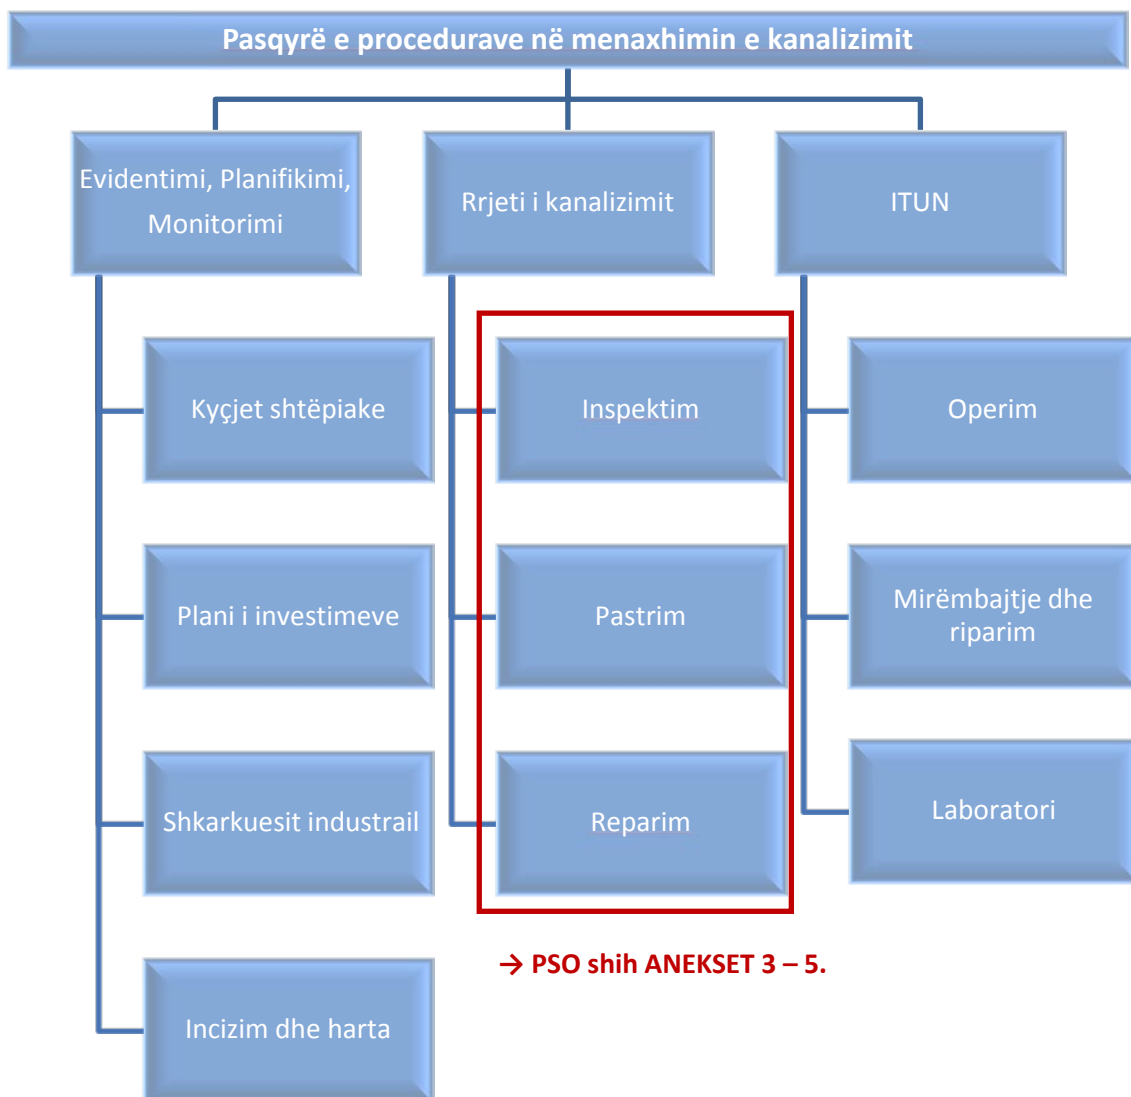 Pasqyrë e procedurave në menaxhimin e kanalizimit
Evidentimi, Planifikimi,
Monitorimi
Kyçjet shtëpiake
Plani i investimeve
Shkarkuesit industrail
Incizim dhe harta
Rrjeti i kanalizimit
Inspektim
Pastrim
Reparim
→ PSO shih ANEKSET 3 – 5.
ITUN
Operim
Mirëmbajtje dhe
riparim
Laboratori